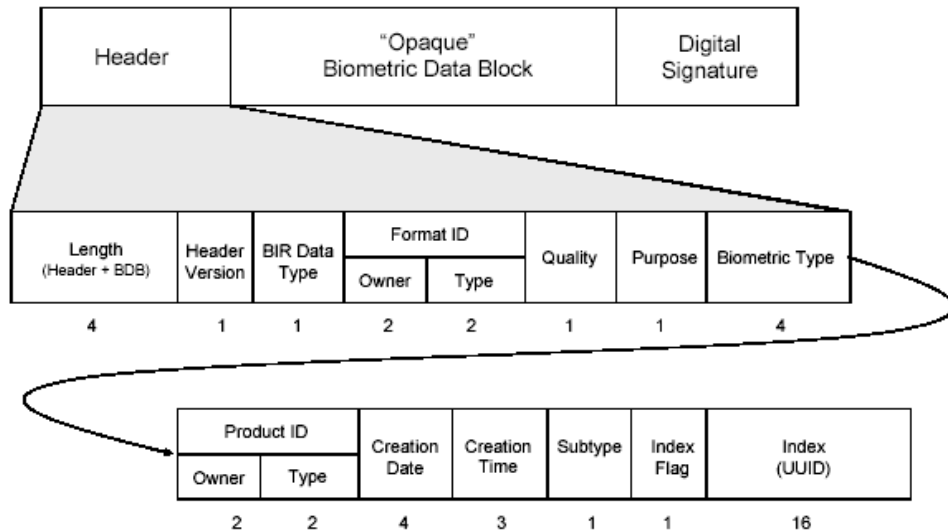 Header
“Opaque”
Biometric Data Block
Digital
Signature
Length
(Header + BDB)
Header
Version
BIR Data
Type
Format ID
Owner
Type
Quality
Purpose
Biometric Type
4
1
1
2
2
1
1
4
Product ID
Owner
Type
Creation
Date
Creation
Time
Subtype
Index
Flag
Index
(UUID)
2
2
4
3
1
1
16